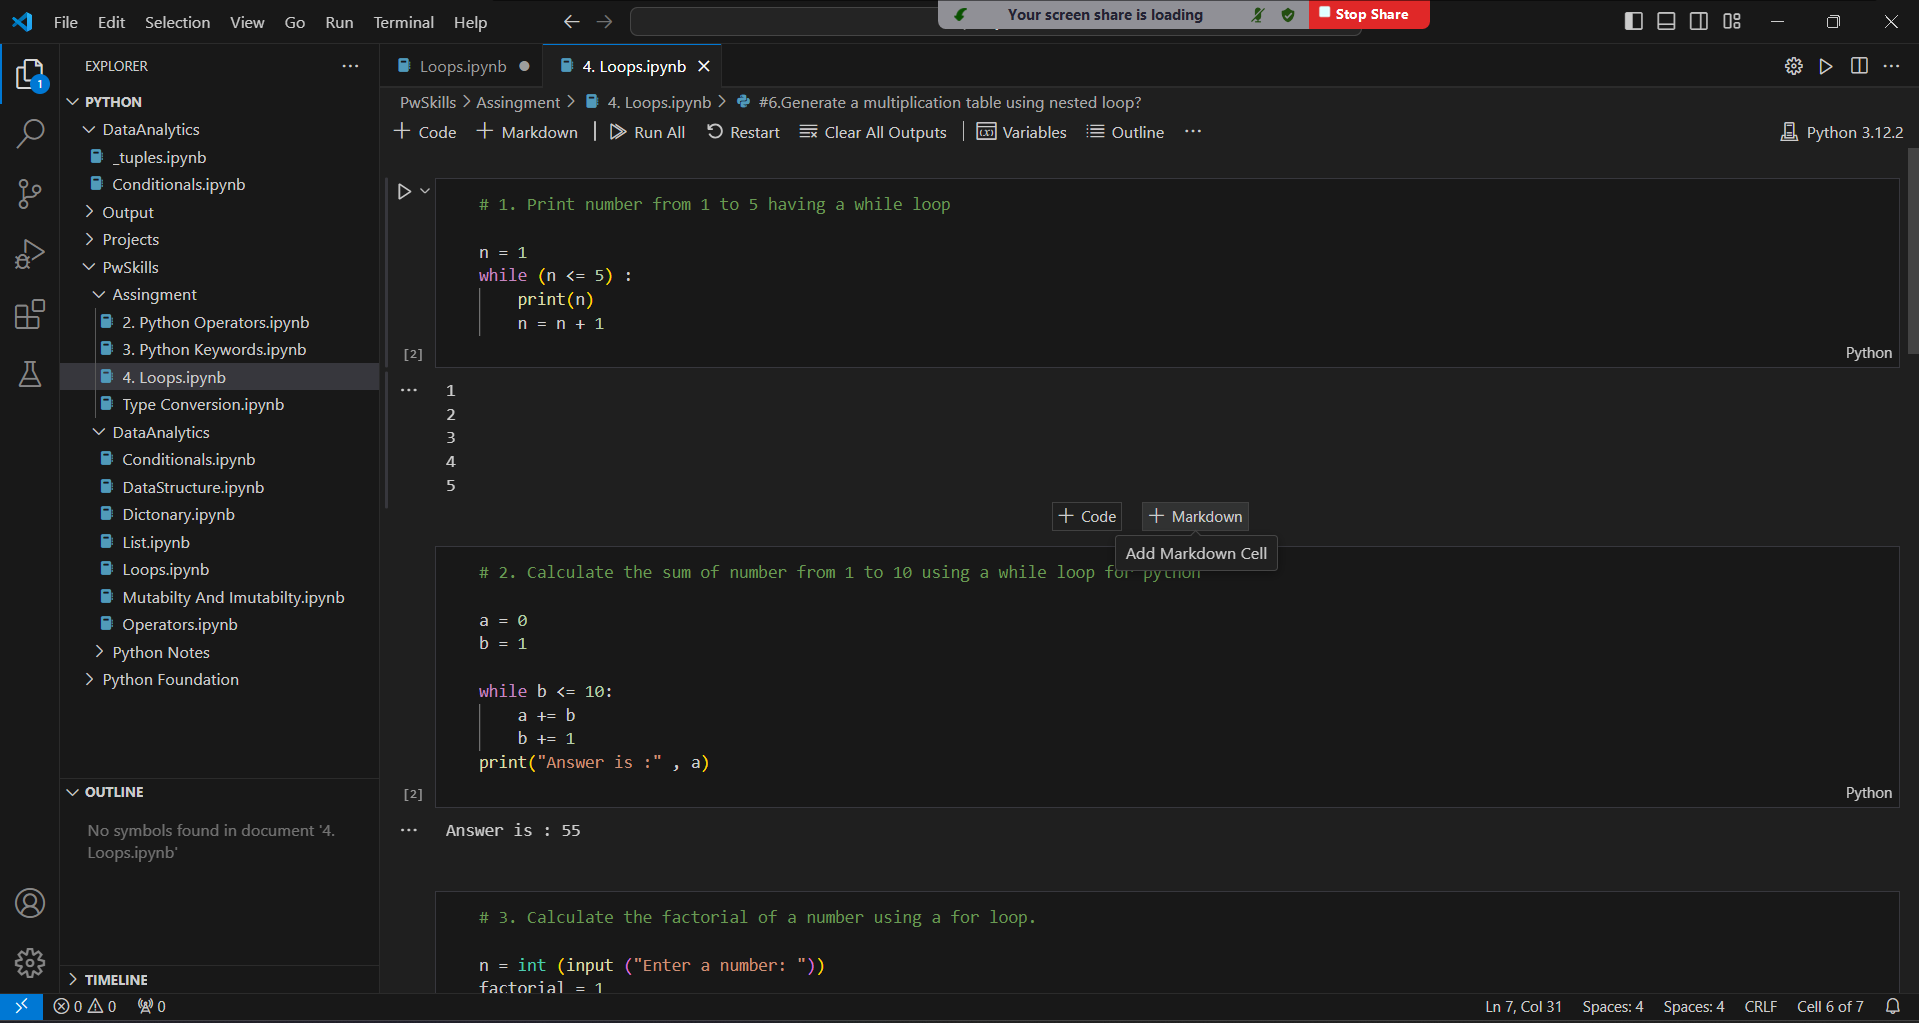 File Edit Selection View Go Run Terminal Help
Your screen share is loading
Stop Share
EXPLORER
1
PYTHON
DataAnalytics
_tuples.ipynb
Conditionals.ipynb
Output
Projects
PwSkills
Assingment
2. Python Operators.ipynb
3. Python Keywords.ipynb
4. Loops.ipynb
Type Conversion.ipynb
DataAnalytics
Conditionals.ipynb
DataStructure.ipynb
Dictonary.ipynb
List.ipynb
Loops.ipynb
Mutabilty And Imutabilty.ipynb
Operators.ipynb
Python Notes
Python Foundation
OUTLINE
No symbols found in document '4.
Loops.ipynb'
TIMELINE
Loops.ipynb
4. Loops.ipynb
PwSkills > Assingment > 4. Loops.ipynb > #6.Generate a multiplication table using nested loop?
+ Code + Markdown | Run All Restart Clear All Outputs | Variables Outline ...
Python 3.12.2
# 1. Print number from 1 to 5 having a while loop
n = 1
while (n <= 5) :
print(n)
n = n + 1
[2]
Python
1
2
3
4
5
+ Code + Markdown
Add Markdown Cell
# 2. Calculate the sum of number from 1 to 10 using a while loop for python
a = 0
b = 1
while b <= 10:
a += b
b += 1
print("Answer is :" , a)
[2]
Python
Answer is : 55
# 3. Calculate the factorial of a number using a for loop.
n = int (input ("Enter a number: "))
factorial = 1
0 0 0
Ln 7, Col 31 Spaces: 4 Spaces: 4 CRLF Cell 6 of 7